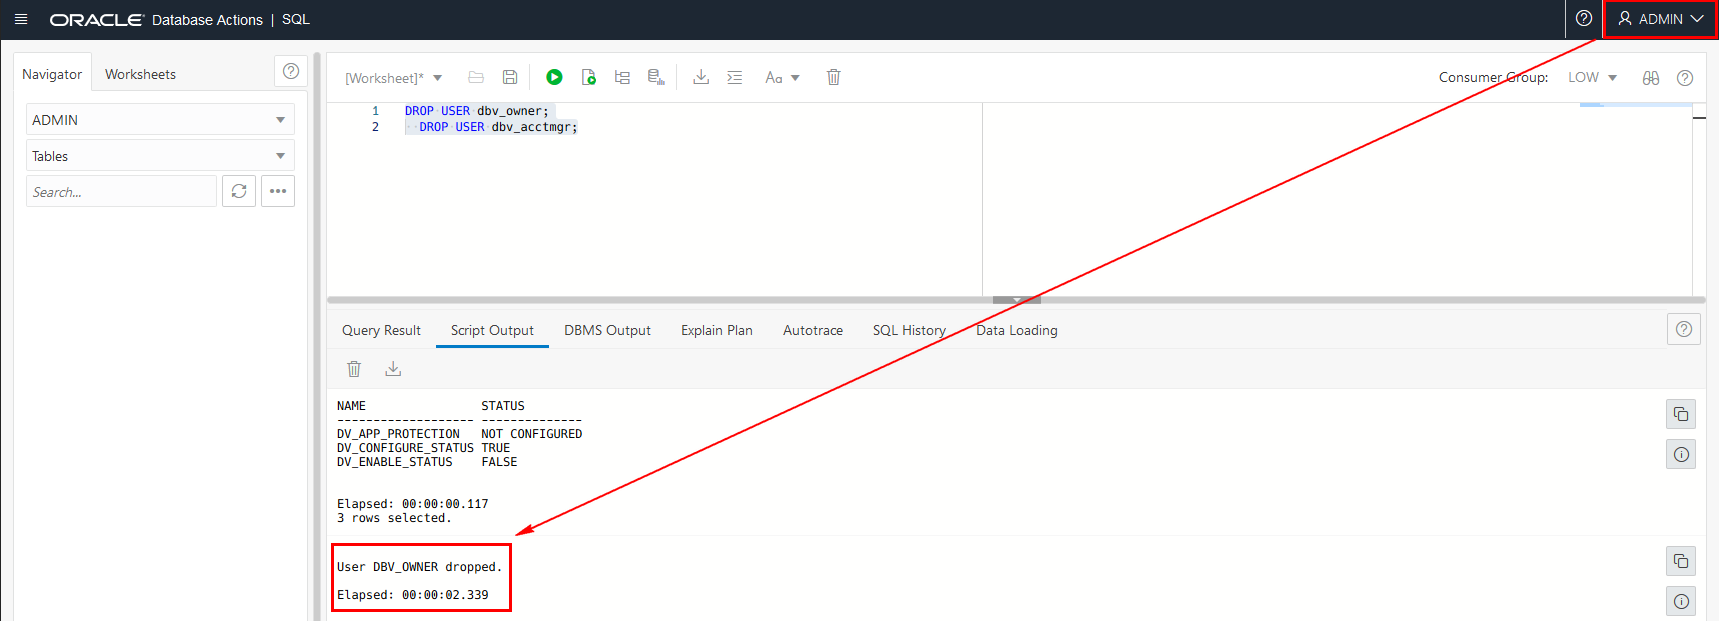 ORACLE Database Actions | SQL
ADMIN
Navigator Worksheets
ADMIN
Tables
Search...
[Worksheet]*
Aa
Consumer Group: LOW
1 DROP USER dbv_owner;
2 DROP USER dbv_acctmgr;
Query Result Script Output DBMS Output Explain Plan Autotrace SQL History Data Loading
NAME STATUS
------------------- --------------
DV_APP_PROTECTION NOT CONFIGURED
DV_CONFIGURE_STATUS TRUE
DV_ENABLE_STATUS FALSE
Elapsed: 00:00:00.117
3 rows selected.
User DBV_OWNER dropped.
Elapsed: 00:00:02.339